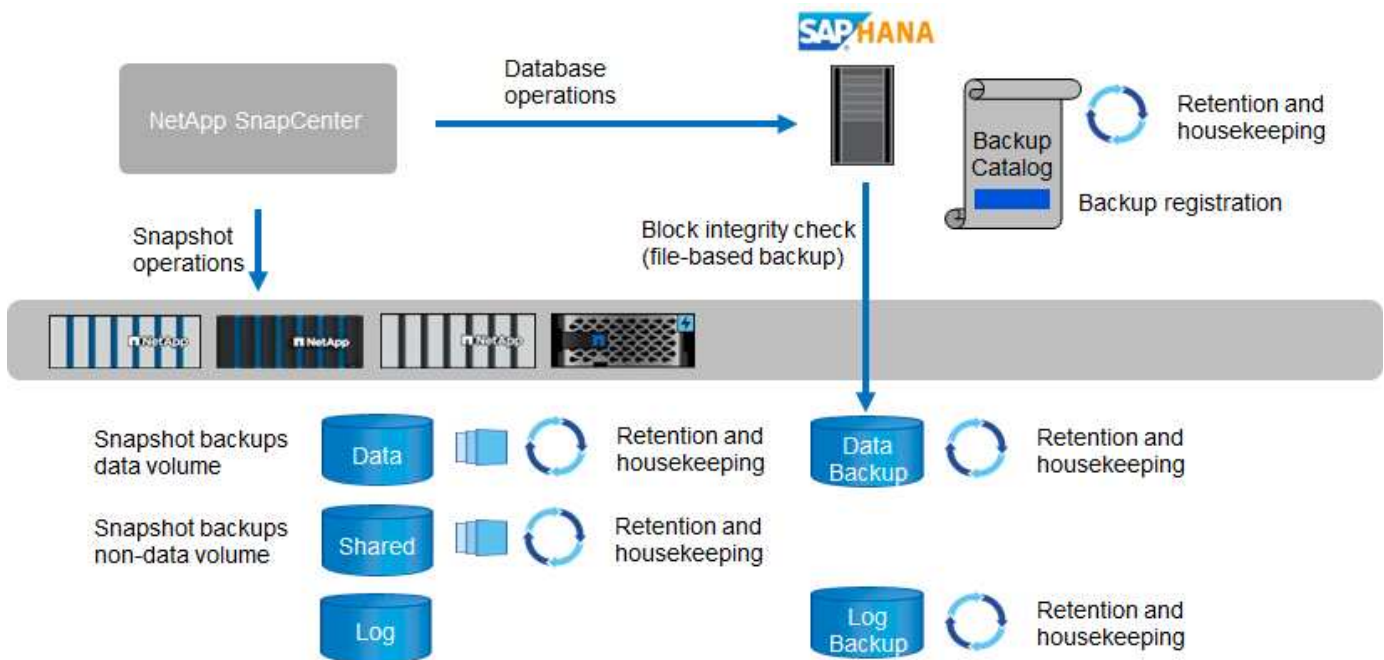 SAP HANA
Database
operations
NetApp SnapCenter
Retention and
housekeeping
Backup
Catalog
Backup registration
Snapshot
operations
Block integrity check
(file-based backup)
NetApp
NetApp
NetApp
Snapshot backups
data volume
Data
Retention and
housekeeping
Data
Backup
Retention and
housekeeping
Snapshot backups
non-data volume
Shared
Retention and
housekeeping
Log
Log
Backup
Retention and
housekeeping